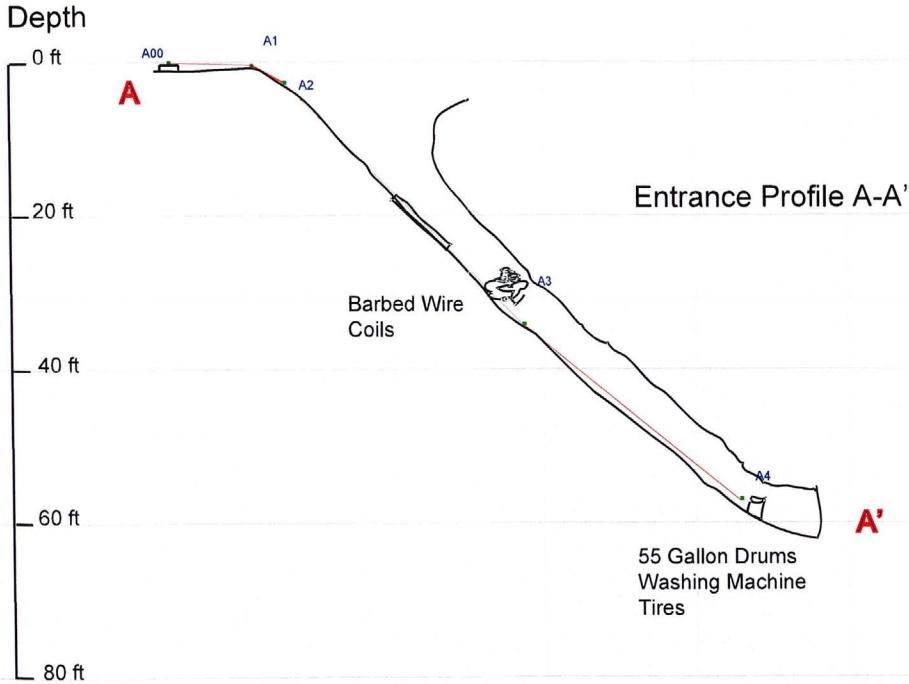 Depth
0 ft
A00
A1
A
A2
20 ft
Entrance Profile A-A'
A3
Barbed Wire
Coils
40 ft
A4
60 ft
A'
55 Gallon Drums
Washing Machine
Tires
80 ft